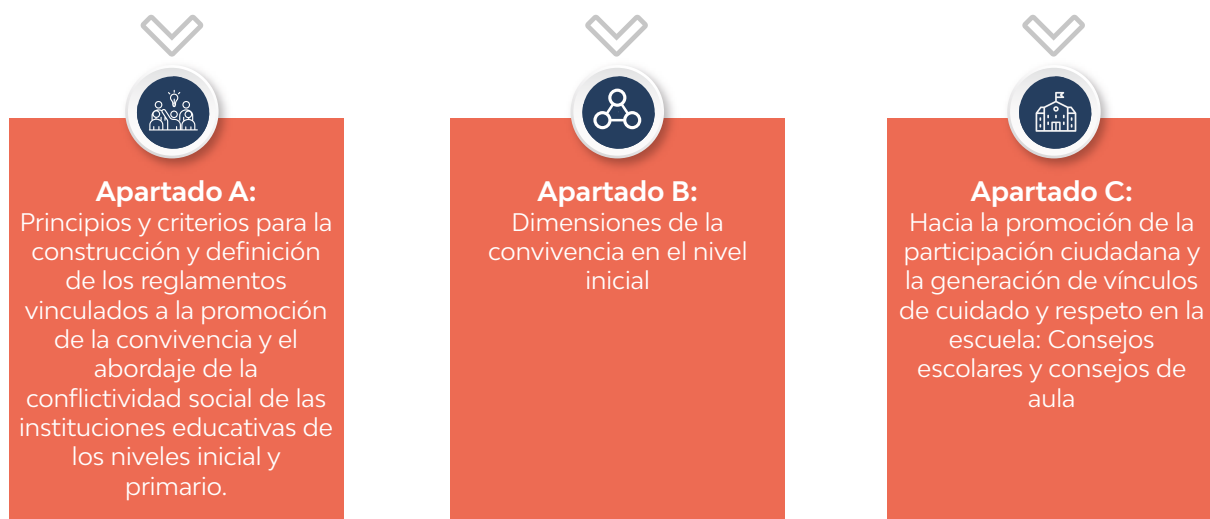 Apartado A:
Principios y criterios para la
construcción y definición
de los reglamentos
vinculados a la promoción
de la convivencia y el
abordaje de la
conflictividad social de las
instituciones educativas de
los niveles inicial y
primario.
Apartado B:
Dimensiones de la
convivencia en el nivel
inicial
Apartado C:
Hacia la promoción de la
participación ciudadana y
la generación de vínculos
de cuidado y respeto en la
escuela: Consejos
escolares y consejos de
aula